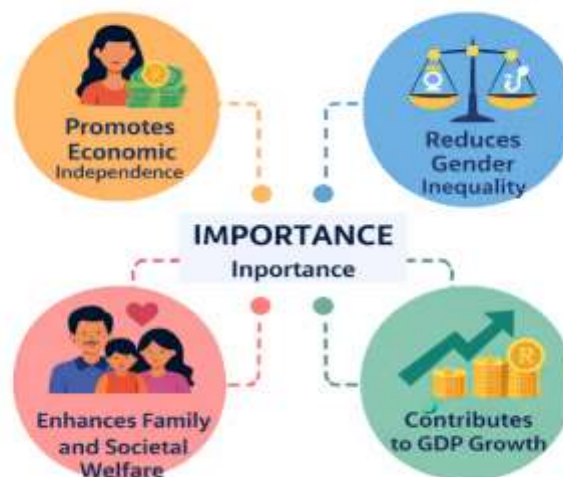 Promotes
Economic
Independence
Reduces
Gender
Inequality
IMPORTANCE
Inportance
Enhances Family
and Societal
Welfare
Contributes
to GDP Growth